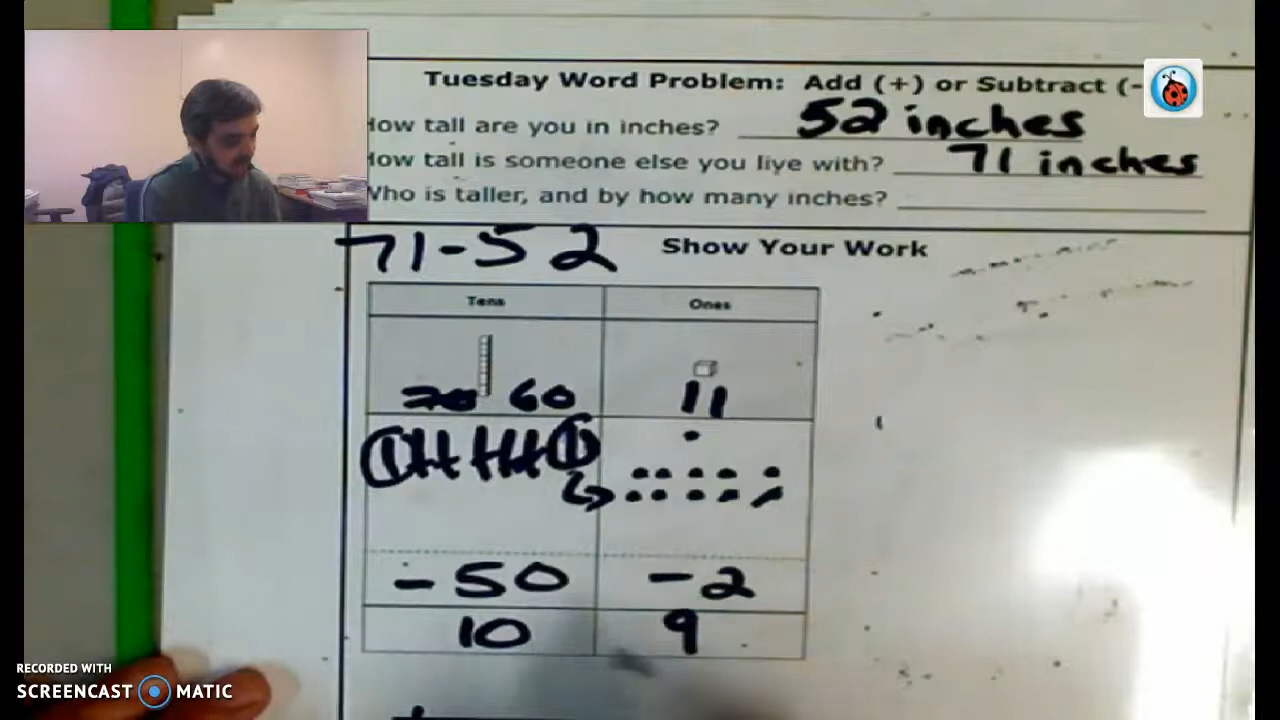 Tuesday Word Problem: Add (+) or Subtract (-
How tall are you in inches? 52 inches
How tall is someone else you live with? 71 inches
Who is taller, and by how many inches?
71-52 Show Your Work
Tens Ones
70 60 11
-50 -2
10 9
RECORDED WITH
SCREENCAST MATIC